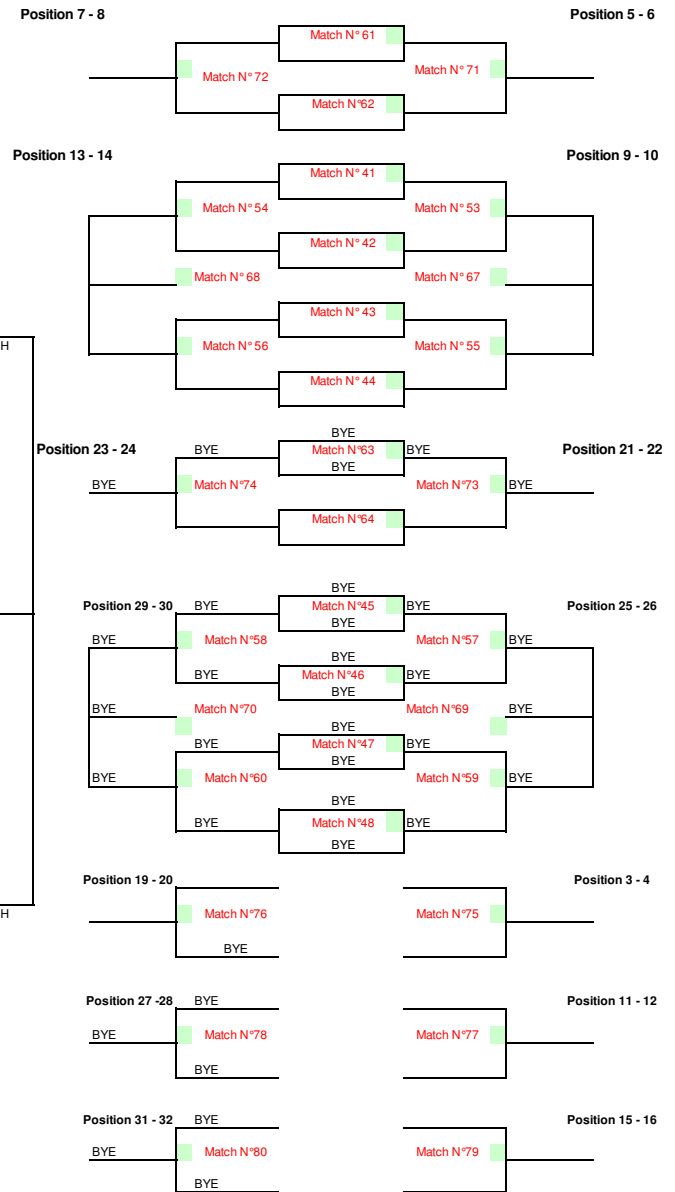 Position 7 - 8 Position 5 - 6
Match N° 61
Match N° 72 Match N° 71
Match N°62
Position 13 - 14 Position 9 - 10
Match N° 41
Match N° 54 Match N° 53
Match N° 42
Match N° 68 Match N° 67
Match N° 43
H Match N° 56 Match N° 55
Match N° 44
BYE
Position 23 - 24 BYE Match N°63 BYE Position 21 - 22
BYE
BYE Match N°74 Match N°73 BYE
Match N°64
BYE
Position 29 - 30 BYE Match N°45 BYE Position 25 - 26
BYE
BYE Match N°58 Match N°57 BYE
BYE
BYE Match N°46 BYE
BYE
BYE Match N°70 Match N°69 BYE
BYE
BYE Match N°47 BYE
BYE
BYE Match N°60 Match N°59 BYE
BYE
BYE Match N°48 BYE
BYE
Position 19 - 20 Position 3 - 4
H Match N°76 Match N°75
BYE
Position 27 -28 BYE Position 11 - 12
BYE Match N°78 Match N°77
BYE
Position 31 - 32 BYE Position 15 - 16
BYE Match N°80 Match N°79
BYE